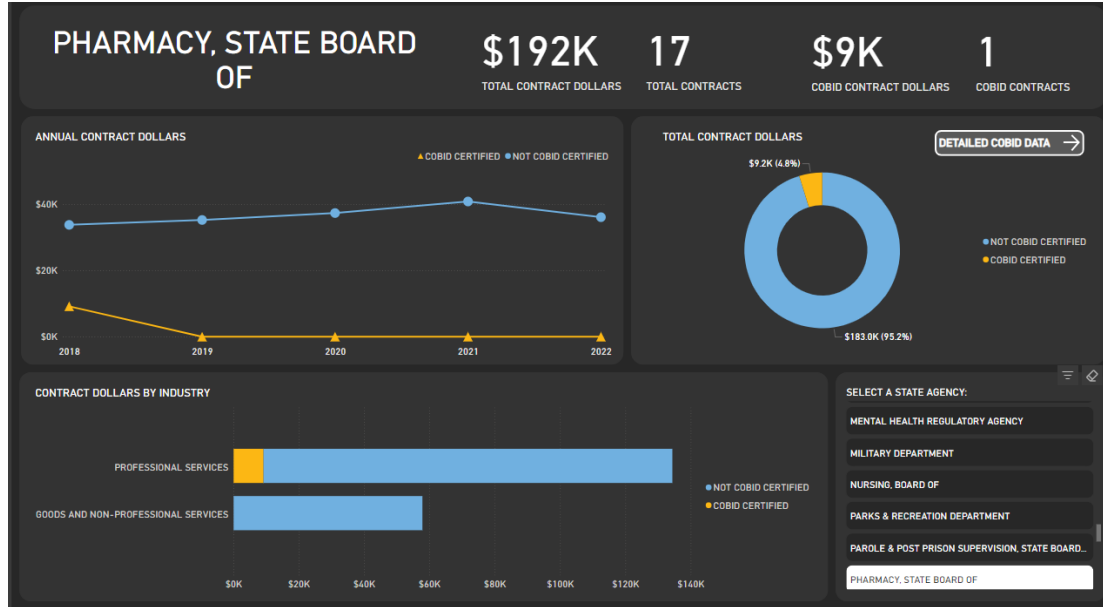 PHARMACY, STATE BOARD
OF
$192K
TOTAL CONTRACT DOLLARS
17
TOTAL CONTRACTS
$9K
COBID CONTRACT DOLLARS
1
COBID CONTRACTS
ANNUAL CONTRACT DOLLARS
COBID CERTIFIED NOT COBID CERTIFIED
$40K
$20K
$0K
2018 2019 2020 2021 2022
TOTAL CONTRACT DOLLARS
DETAILED COBID DATA
$9.2K (4.8%)
NOT COBID CERTIFIED
COBID CERTIFIED
$183.0K (95.2%)
CONTRACT DOLLARS BY INDUSTRY
PROFESSIONAL SERVICES
GOODS AND NON-PROFESSIONAL SERVICES
NOT COBID CERTIFIED
COBID CERTIFIED
$0K $20K $40K $60K $80K $100K $120K $140K
SELECT A STATE AGENCY:
MENTAL HEALTH REGULATORY AGENCY
MILITARY DEPARTMENT
NURSING, BOARD OF
PARKS & RECREATION DEPARTMENT
PAROLE & POST PRISON SUPERVISION, STATE BOARD...
PHARMACY, STATE BOARD OF